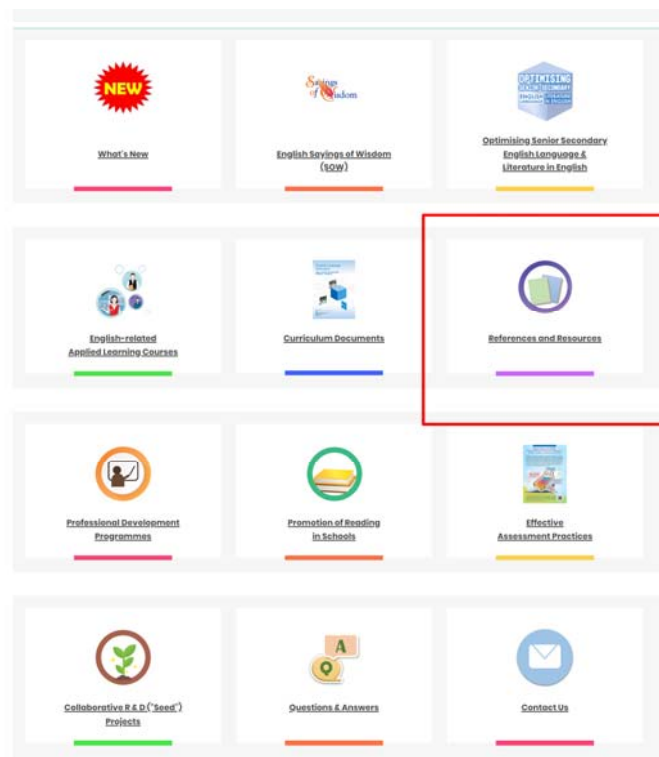 NEW
What's New
Sayings
of Wisdom
English Sayings of Wisdom
(SOW)
OPTIMISING
SENIOR SECONDARY
ENGLISH LANGUAGE
LITERATURE IN ENGLISH
Optimising Senior Secondary
English Language &
Literature in English
English-related
Applied Learning Courses
Curriculum Documents
References and Resources
Professional Development
Programmes
Promotion of Reading
in Schools
Effective
Assessment Practices
Collaborative R & D ("Seed")
Projects
A
Q
Questions & Answers
Contact Us